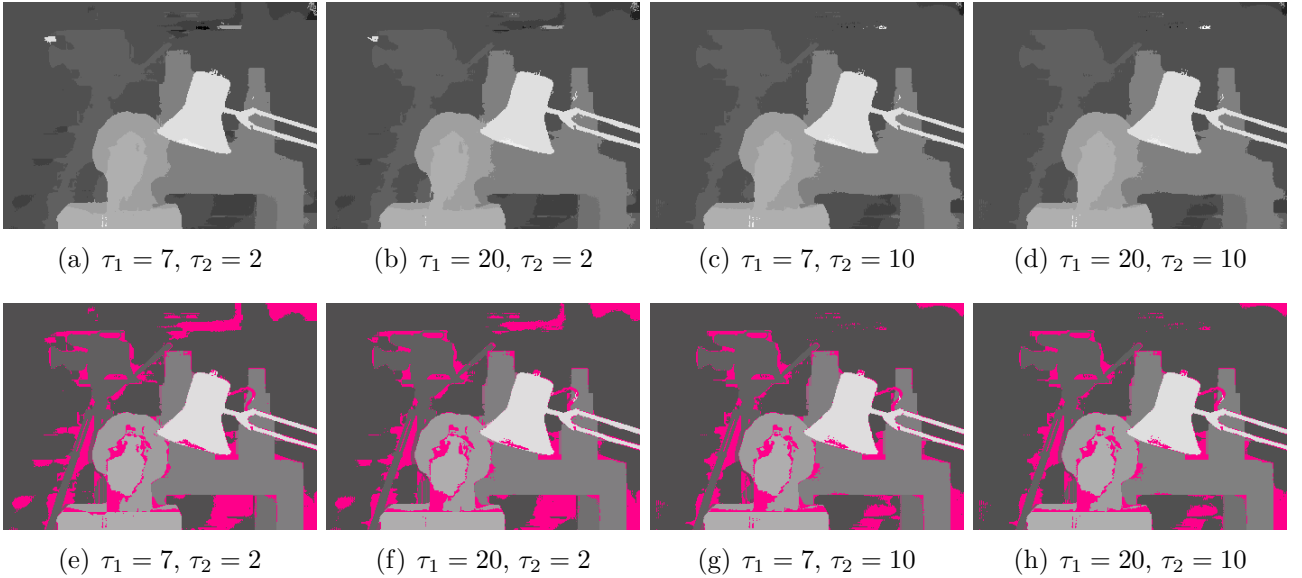 (a) τ₁ = 7, τ₂ = 2
(b) τ₁ = 20, τ₂ = 2
(c) τ₁ = 7, τ₂ = 10
(d) τ₁ = 20, τ₂ = 10
(e) τ₁ = 7, τ₂ = 2
(f) τ₁ = 20, τ₂ = 2
(g) τ₁ = 7, τ₂ = 10
(h) τ₁ = 20, τ₂ = 10